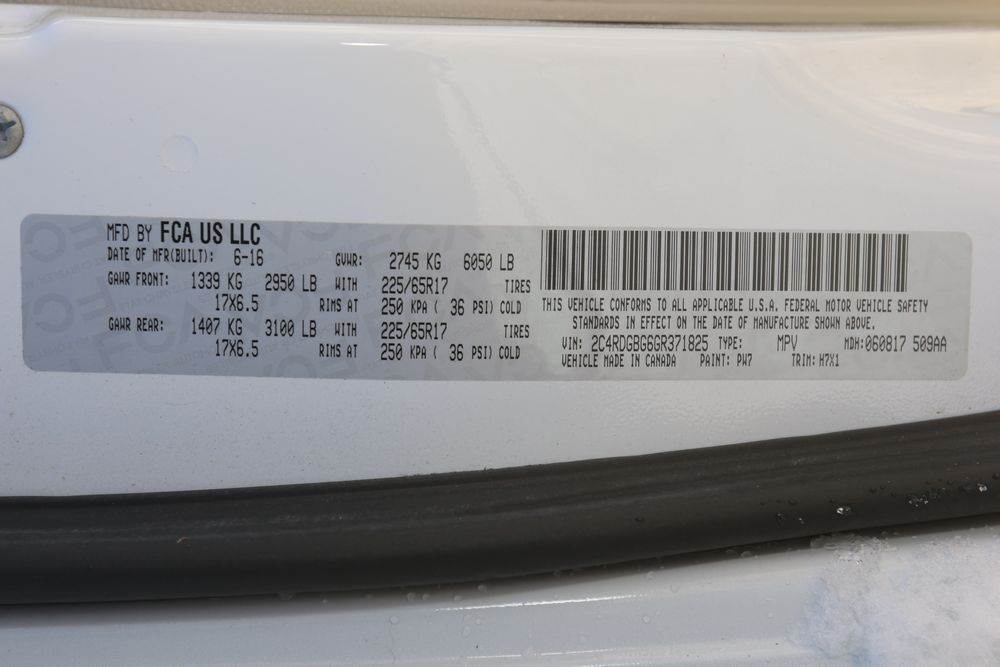 MFD BY FCA US LLC
DATE OF MFR(BUILT): 6-16 GVWR: 2745 KG 6050 LB
GAWR FRONT: 1339 KG 2950 LB WITH 225/65R17 TIRES
17X6.5 RIMS AT 250 KPA ( 36 PSI) COLD
GAWR REAR: 1407 KG 3100 LB WITH 225/65R17 TIRES
17X6.5 RIMS AT 250 KPA ( 36 PSI) COLD
THIS VEHICLE CONFORMS TO ALL APPLICABLE U.S.A. FEDERAL MOTOR VEHICLE SAFETY
STANDARDS IN EFFECT ON THE DATE OF MANUFACTURE SHOWN ABOVE.
VIN: 2C4RDGBG6GR371825 TYPE: MPV MDH:060817 509AA
VEHICLE MADE IN CANADA PAINT: PW7 TRIM: H7X1